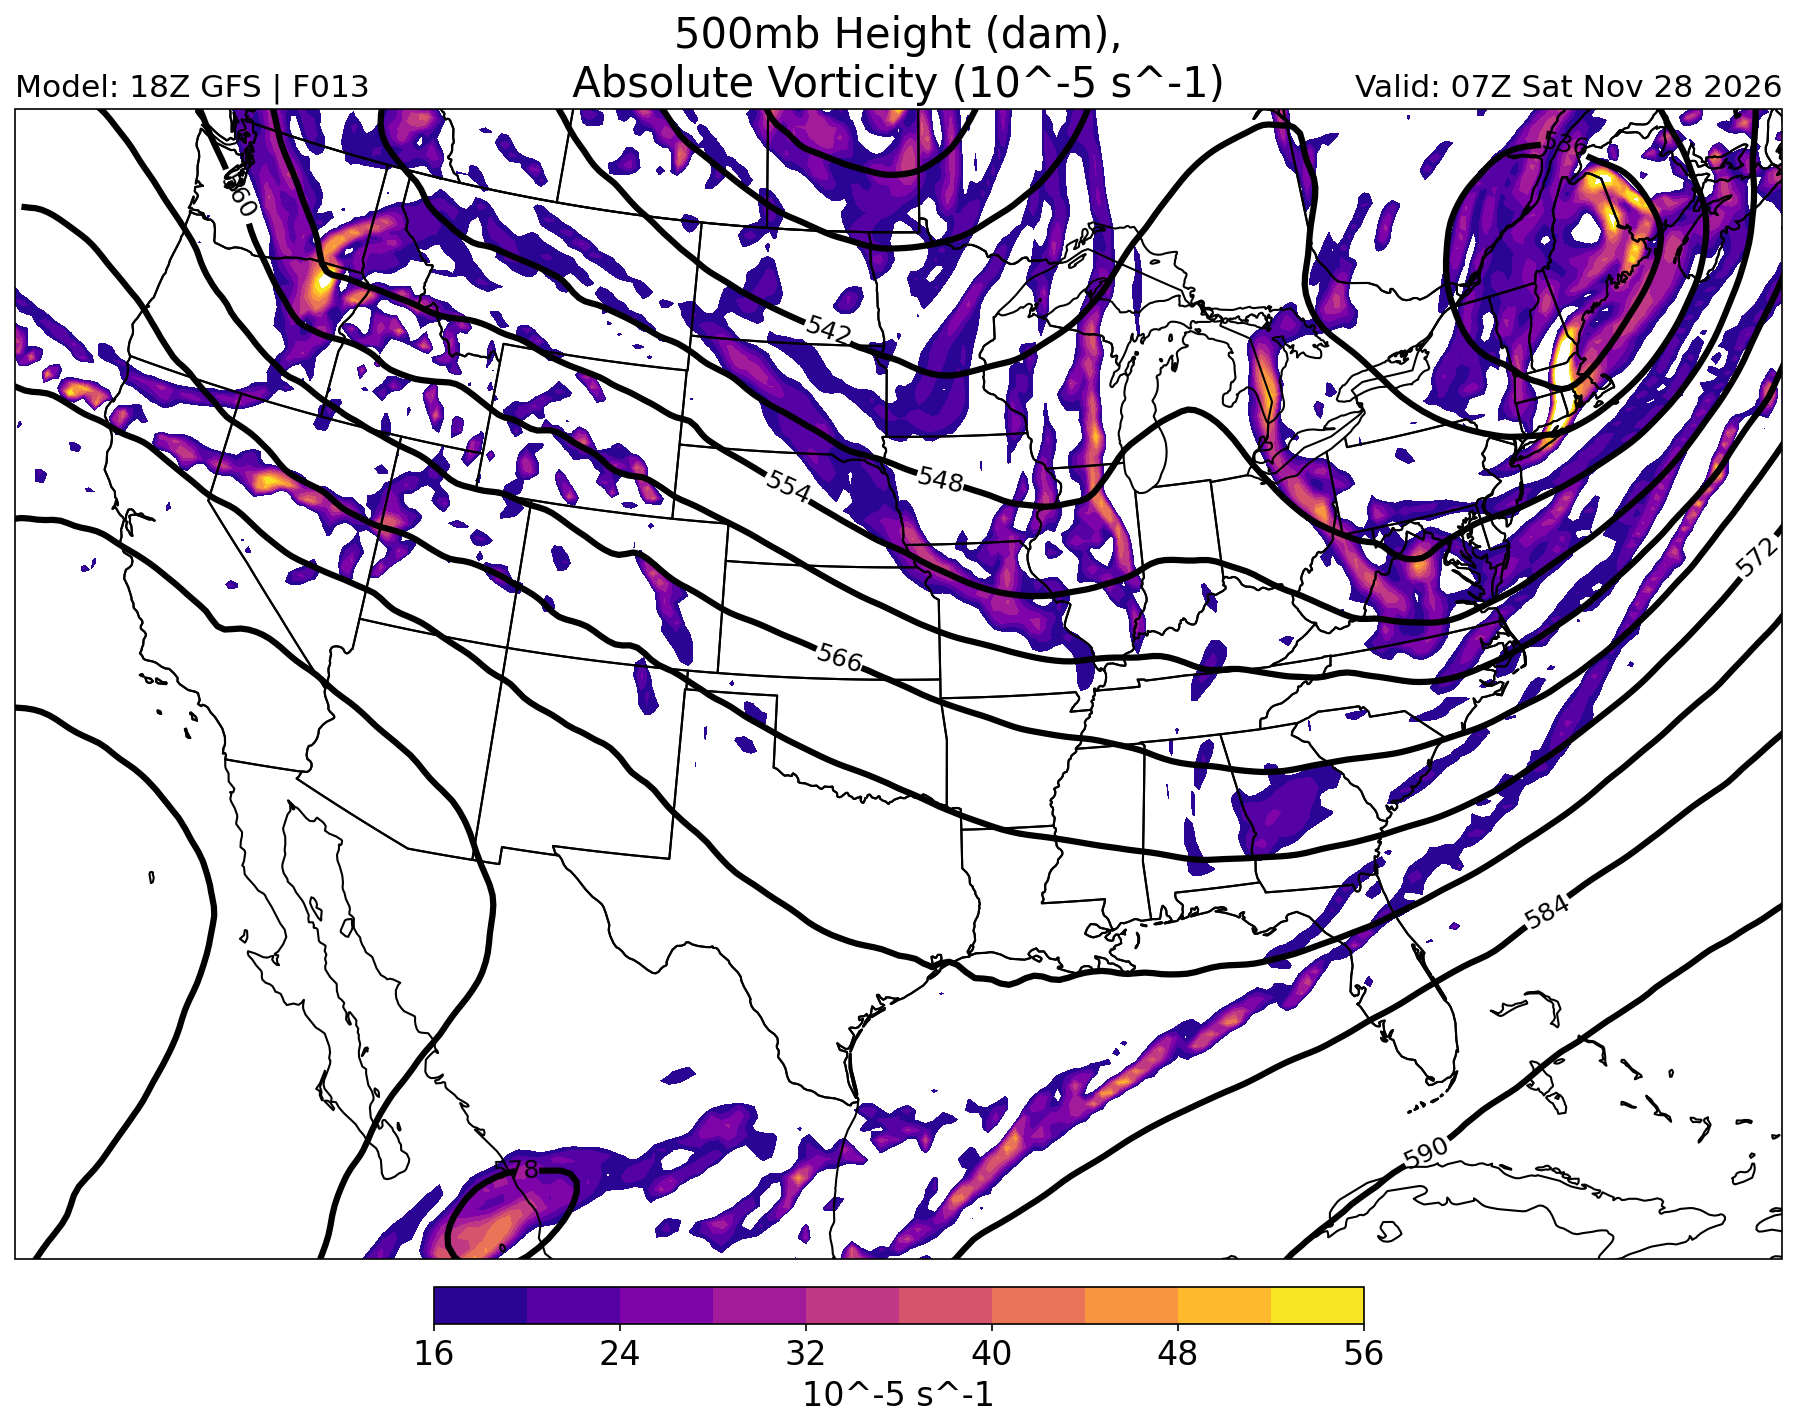 500mb Height (dam),
Absolute Vorticity (10^-5 s^-1)
Model: 18Z GFS | F013
Valid: 07Z Sat Nov 28 2026
536
560
542
548
554
572
566
584
590
578
16 24 32 40 48 56
10^-5 s^-1